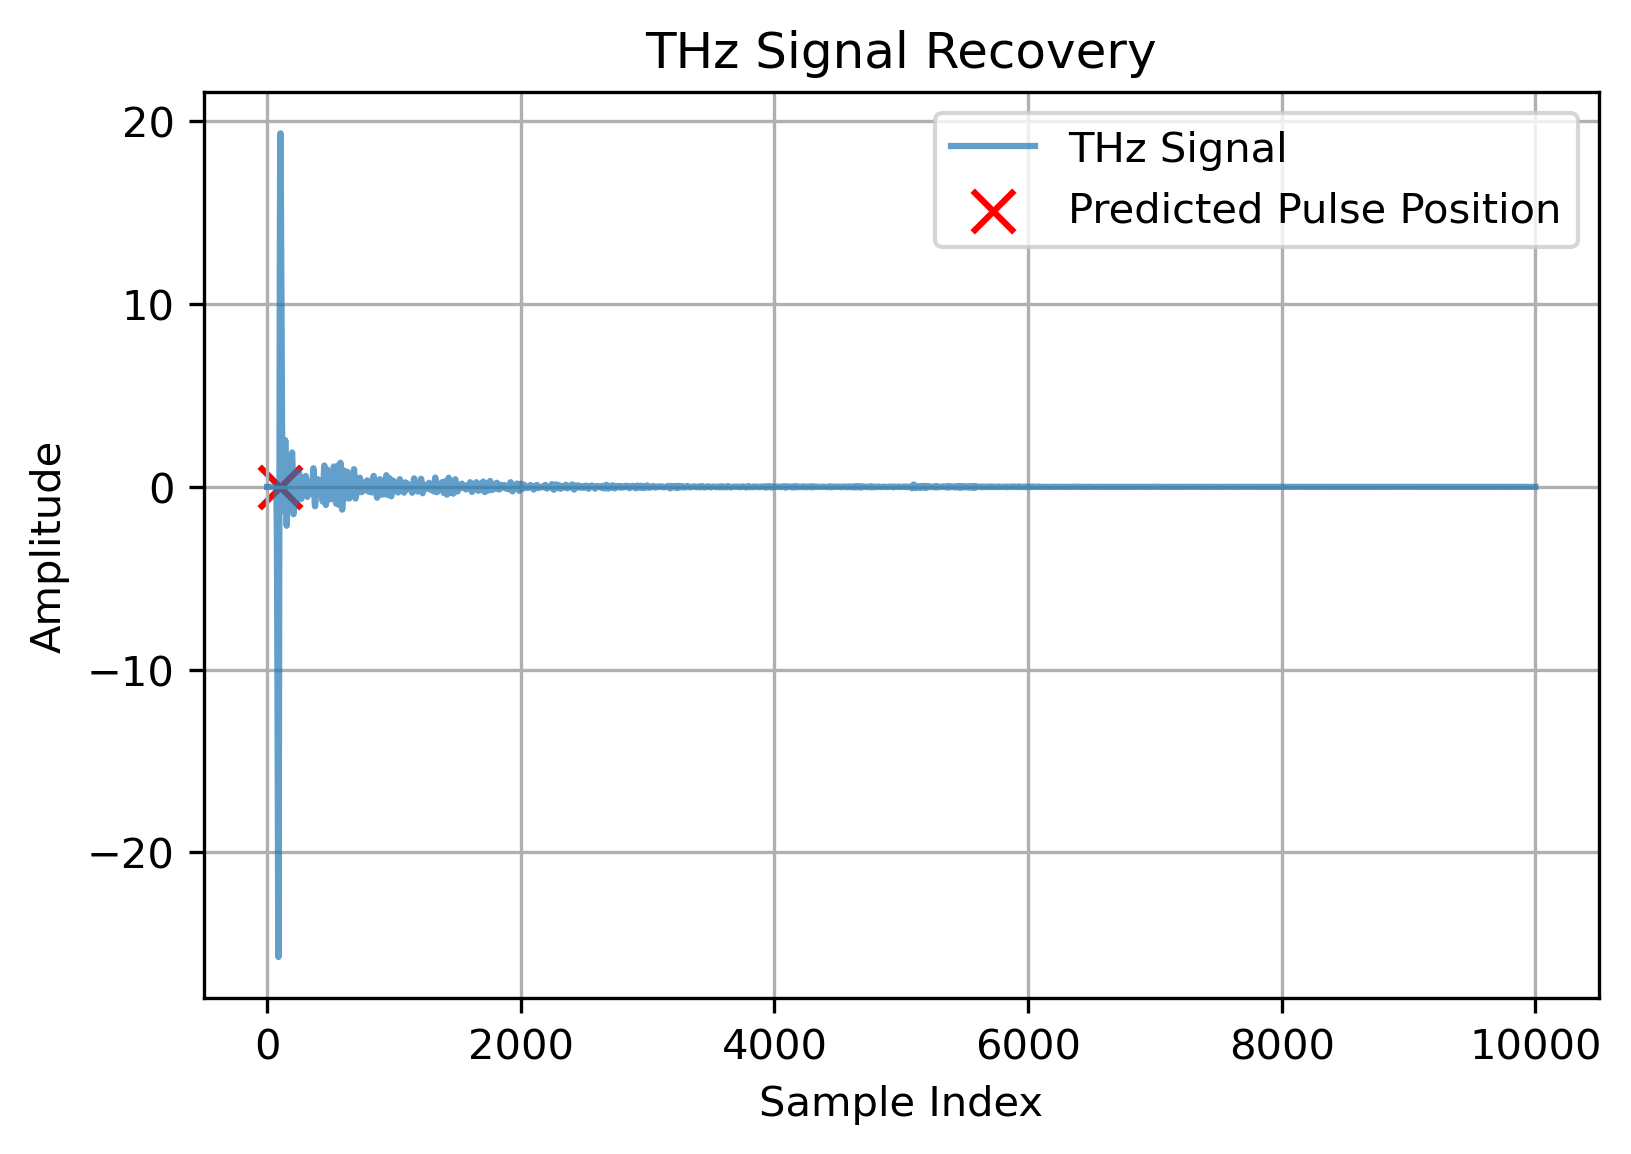 THz Signal Recovery
20
10
0
−10
−20
Amplitude
THz Signal
Predicted Pulse Position
0 2000 4000 6000 8000 10000
Sample Index